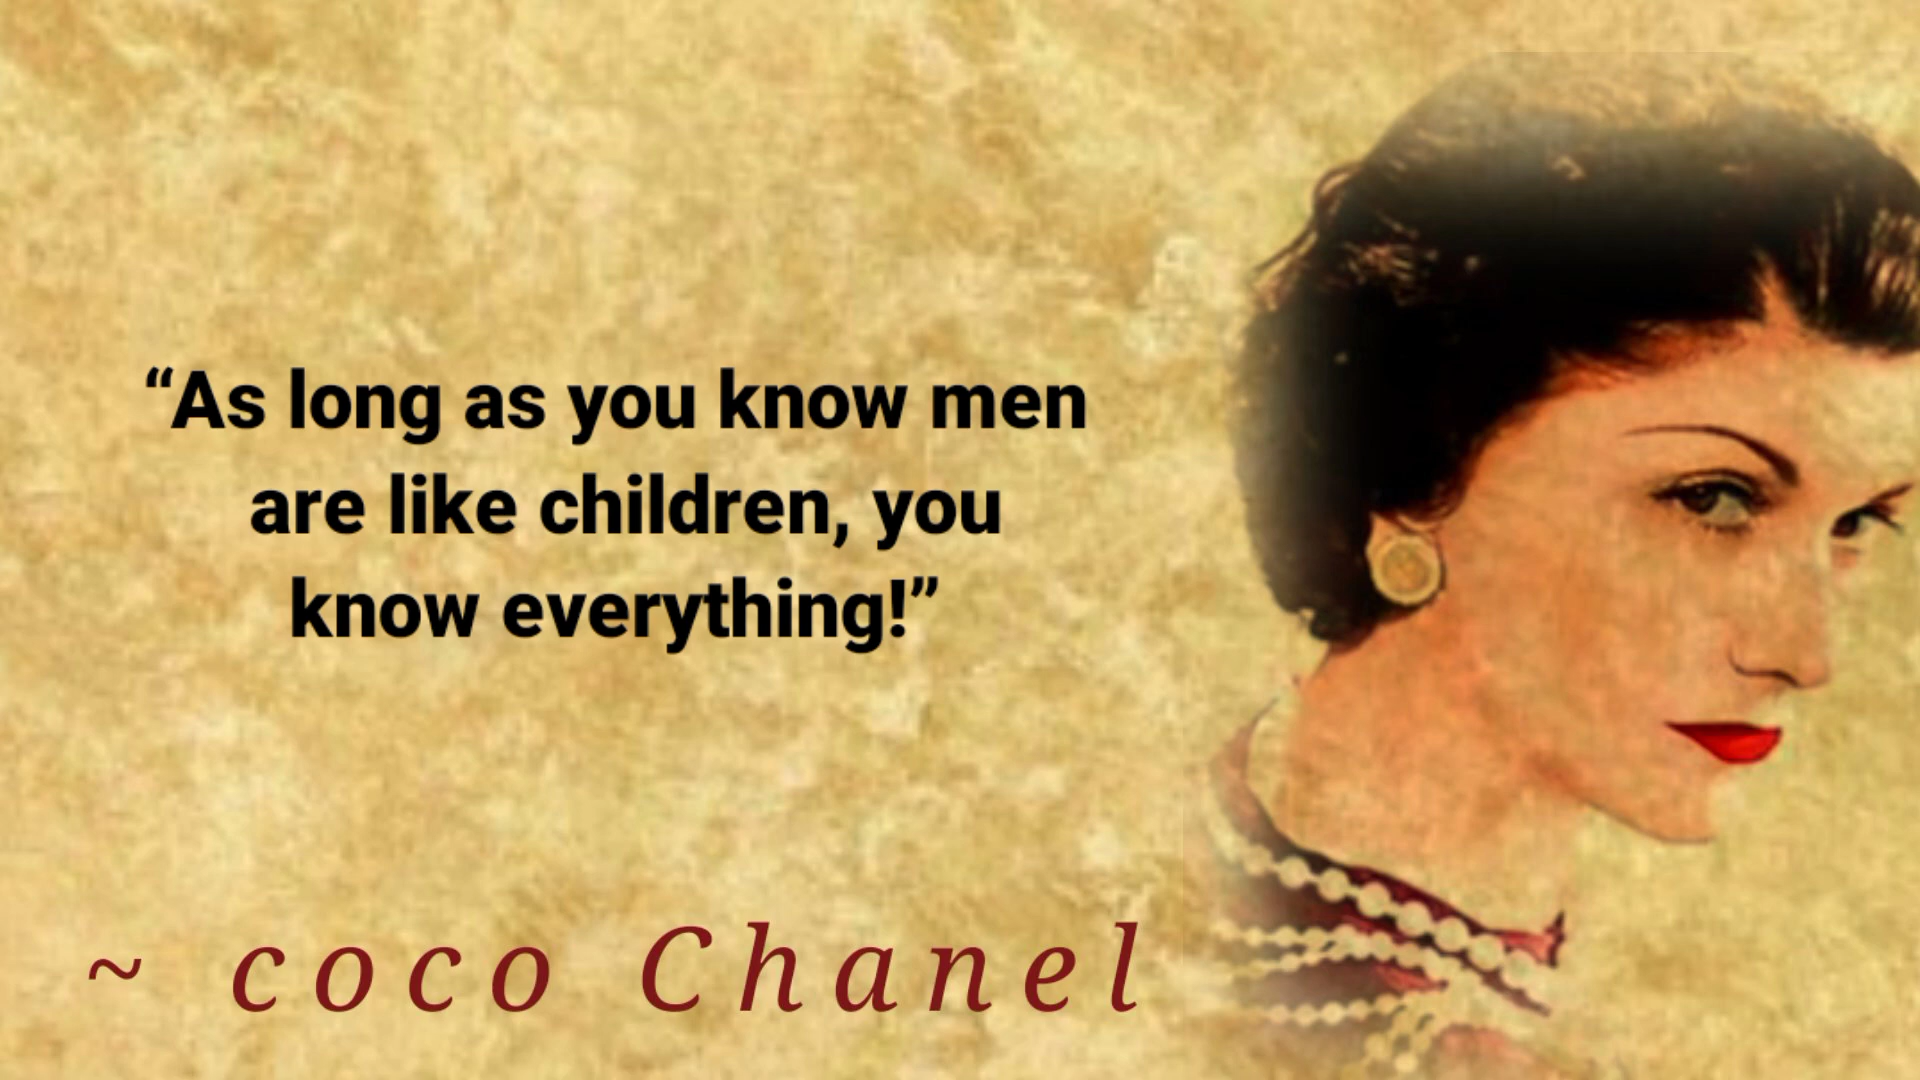 “As long as you know men
are like children, you
know everything!”
~ coco Chanel